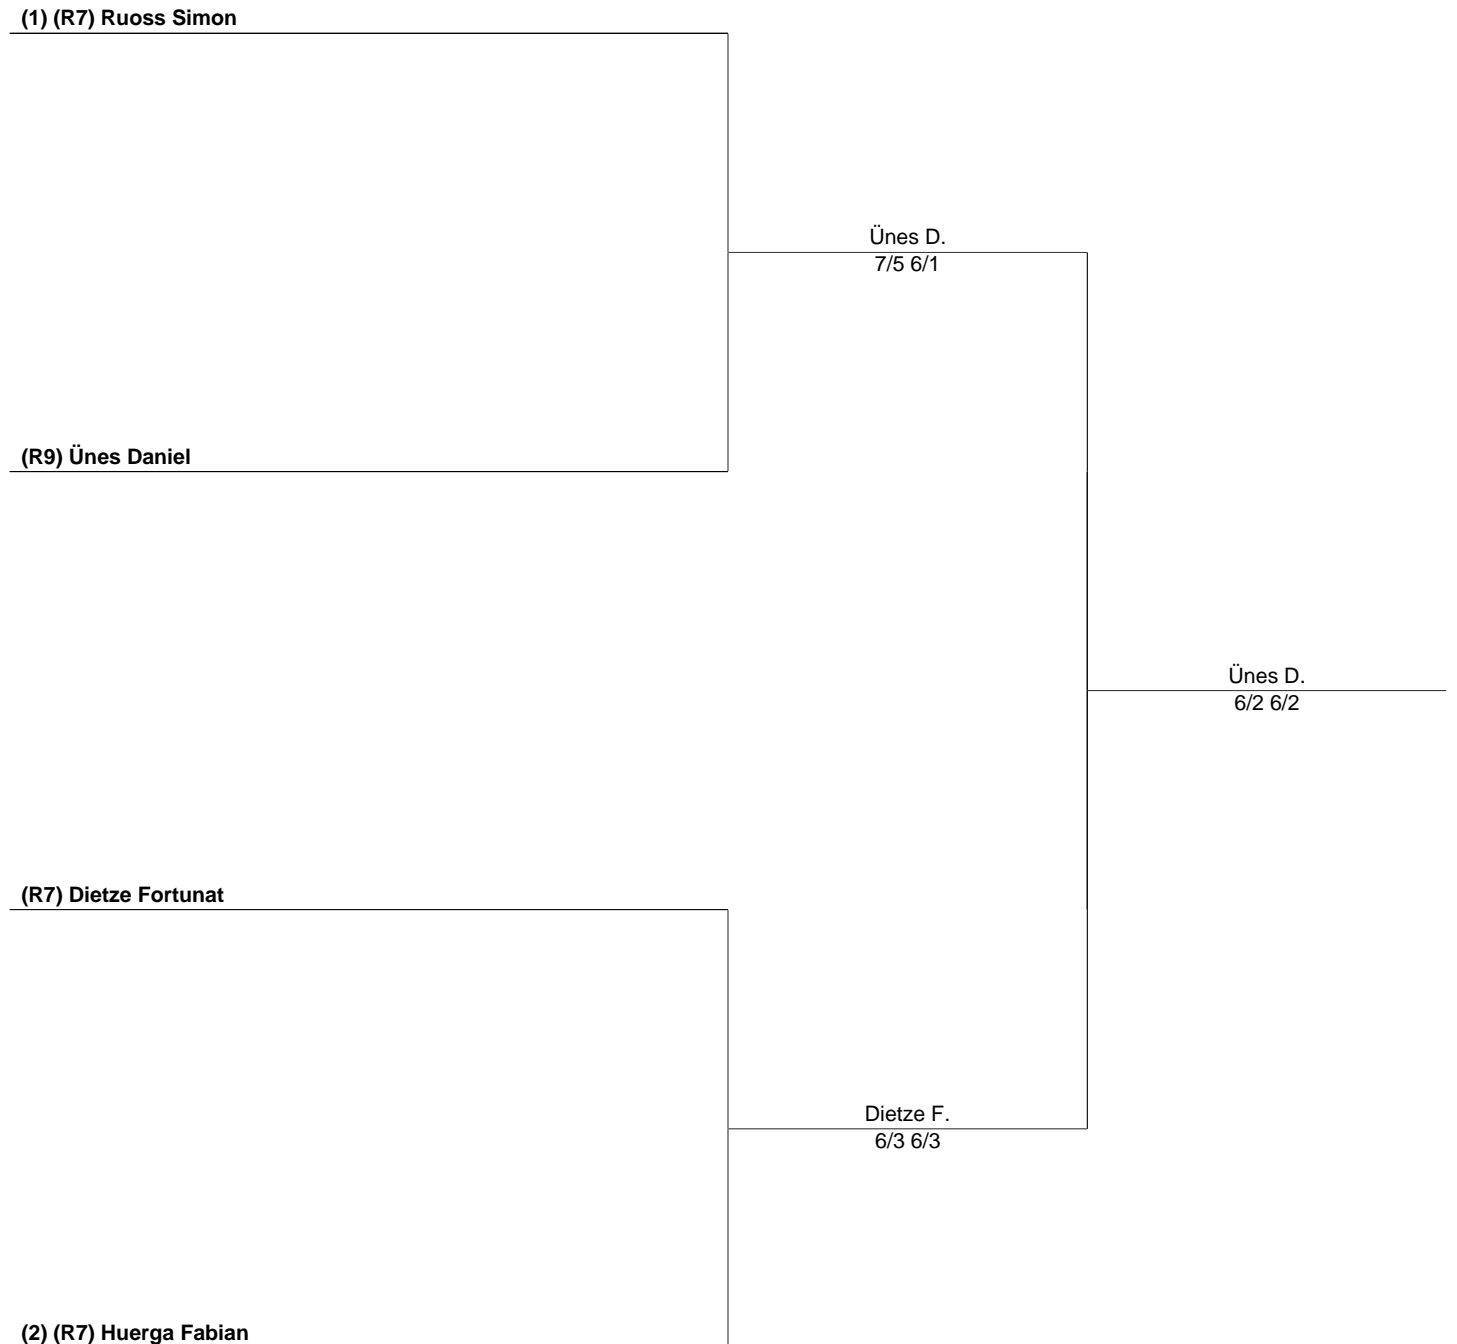 (1) (R7) Ruoss Simon
Ünes D.
7/5 6/1
(R9) Ünes Daniel
Ünes D.
6/2 6/2
(R7) Dietze Fortunat
Dietze F.
6/3 6/3
(2) (R7) Huerga Fabian